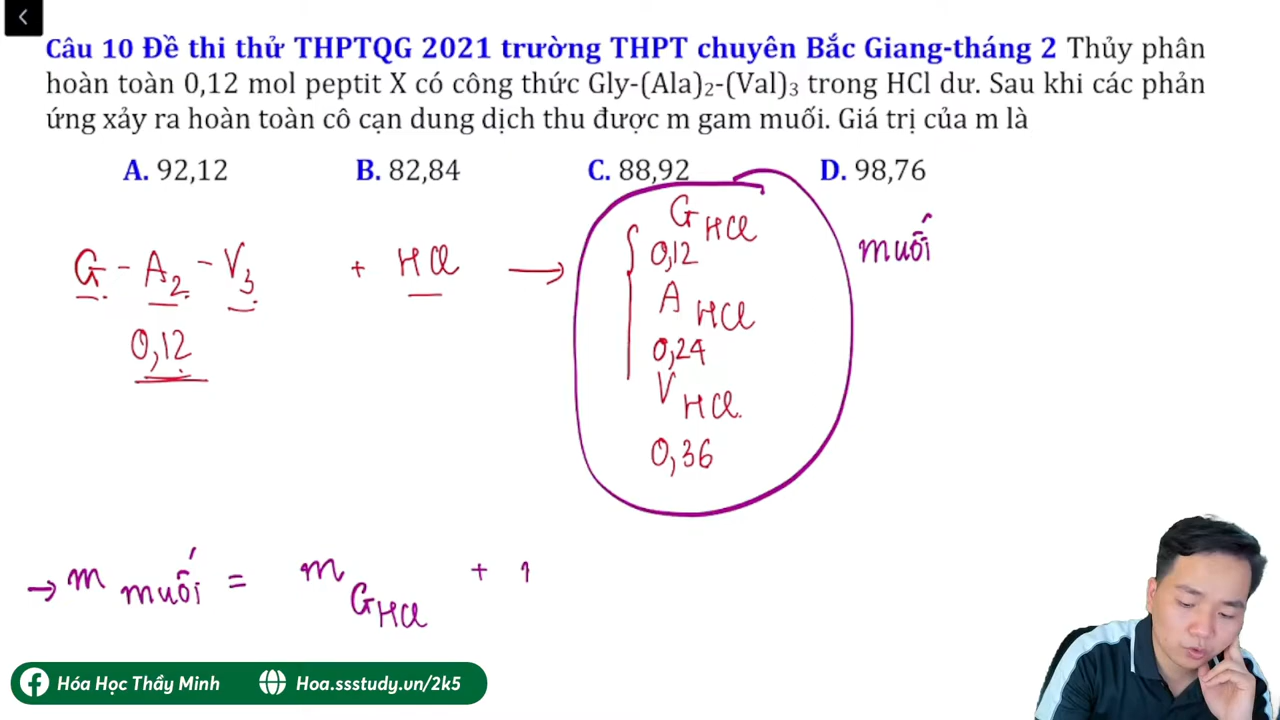 Câu 10 Đề thi thử THPTQG 2021 trường THPT chuyên Bắc Giang-tháng 2 Thủy phân
hoàn toàn 0,12 mol peptit X có công thức Gly-(Ala)₂-(Val)₃ trong HCl dư. Sau khi các phản
ứng xảy ra hoàn toàn cô cạn dung dịch thu được m gam muối. Giá trị của m là
A. 92,12 B. 82,84 C. 88,92 D. 98,76
G - A₂ - V₃ + HCl → G HCl muối
0,12
A HCl
0,12 0,24
V HCl
0,36
→ m muối = m G HCl +
Hóa Học Thầy Minh Hoa.ssstudy.vn/2k5